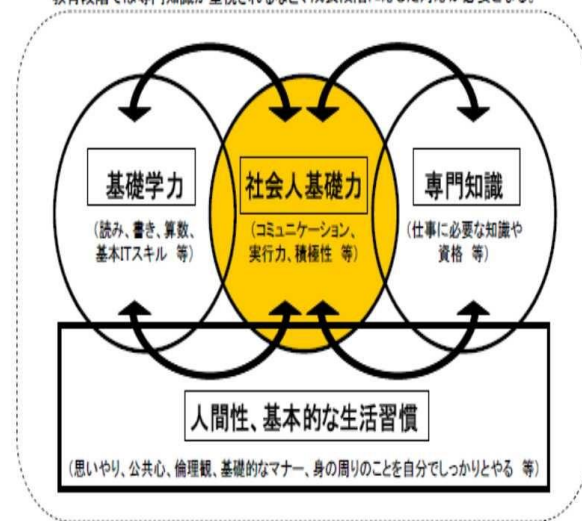 基礎学力
(読み、書き、算数、
基本ITスキル 等)
社会人基礎力
(コミュニケーション、
実行力、積極性 等)
専門知識
(仕事に必要な知識や
資格 等)
人間性、基本的な生活習慣
(思いやり、公共心、倫理観、基礎的なマナー、身の周りのことを自分でしっかりとやる 等)